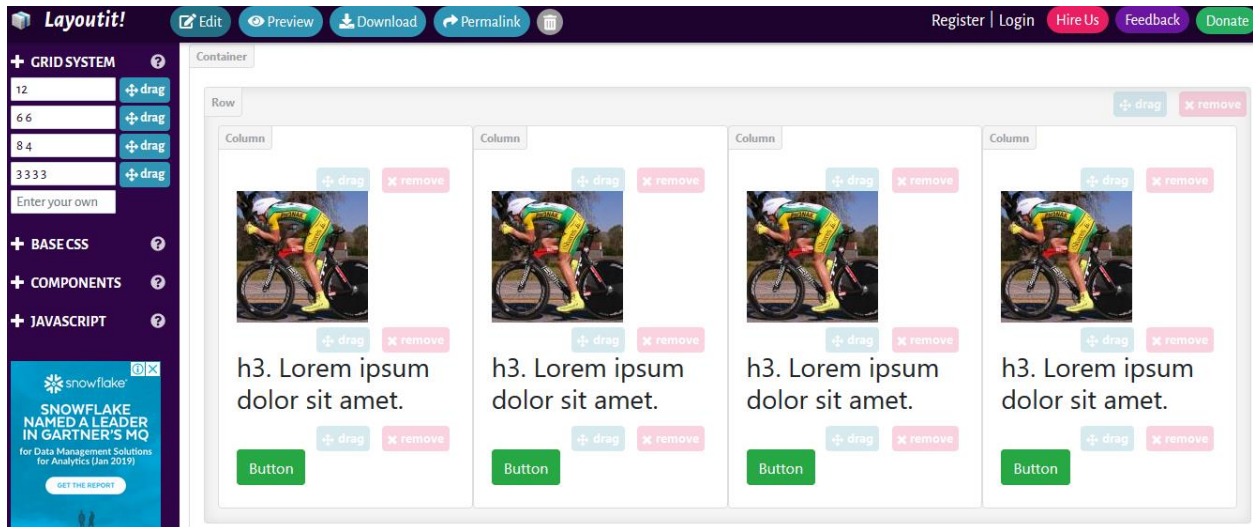 Layoutit!
Edit
Preview
Download
Permalink
Register | Login
Hire Us
Feedback
Donate
GRID SYSTEM
12
drag
6 6
drag
8 4
drag
3 3 3 3
drag
Enter your own
BASE CSS
COMPONENTS
JAVASCRIPT
snowflake
SNOWFLAKE
NAMED A LEADER
IN GARTNER'S MQ
for Data Management Solutions
for Analytics (Jan 2019)
GET THE REPORT
Container
Row
drag
remove
Column
drag
remove
h3. Lorem ipsum
dolor sit amet.
drag
remove
drag
remove
Button
Column
drag
remove
drag
remove
h3. Lorem ipsum
dolor sit amet.
drag
remove
Button
Column
drag
remove
drag
remove
h3. Lorem ipsum
dolor sit amet.
drag
remove
Button
Column
drag
remove
drag
remove
h3. Lorem ipsum
dolor sit amet.
drag
remove
Button